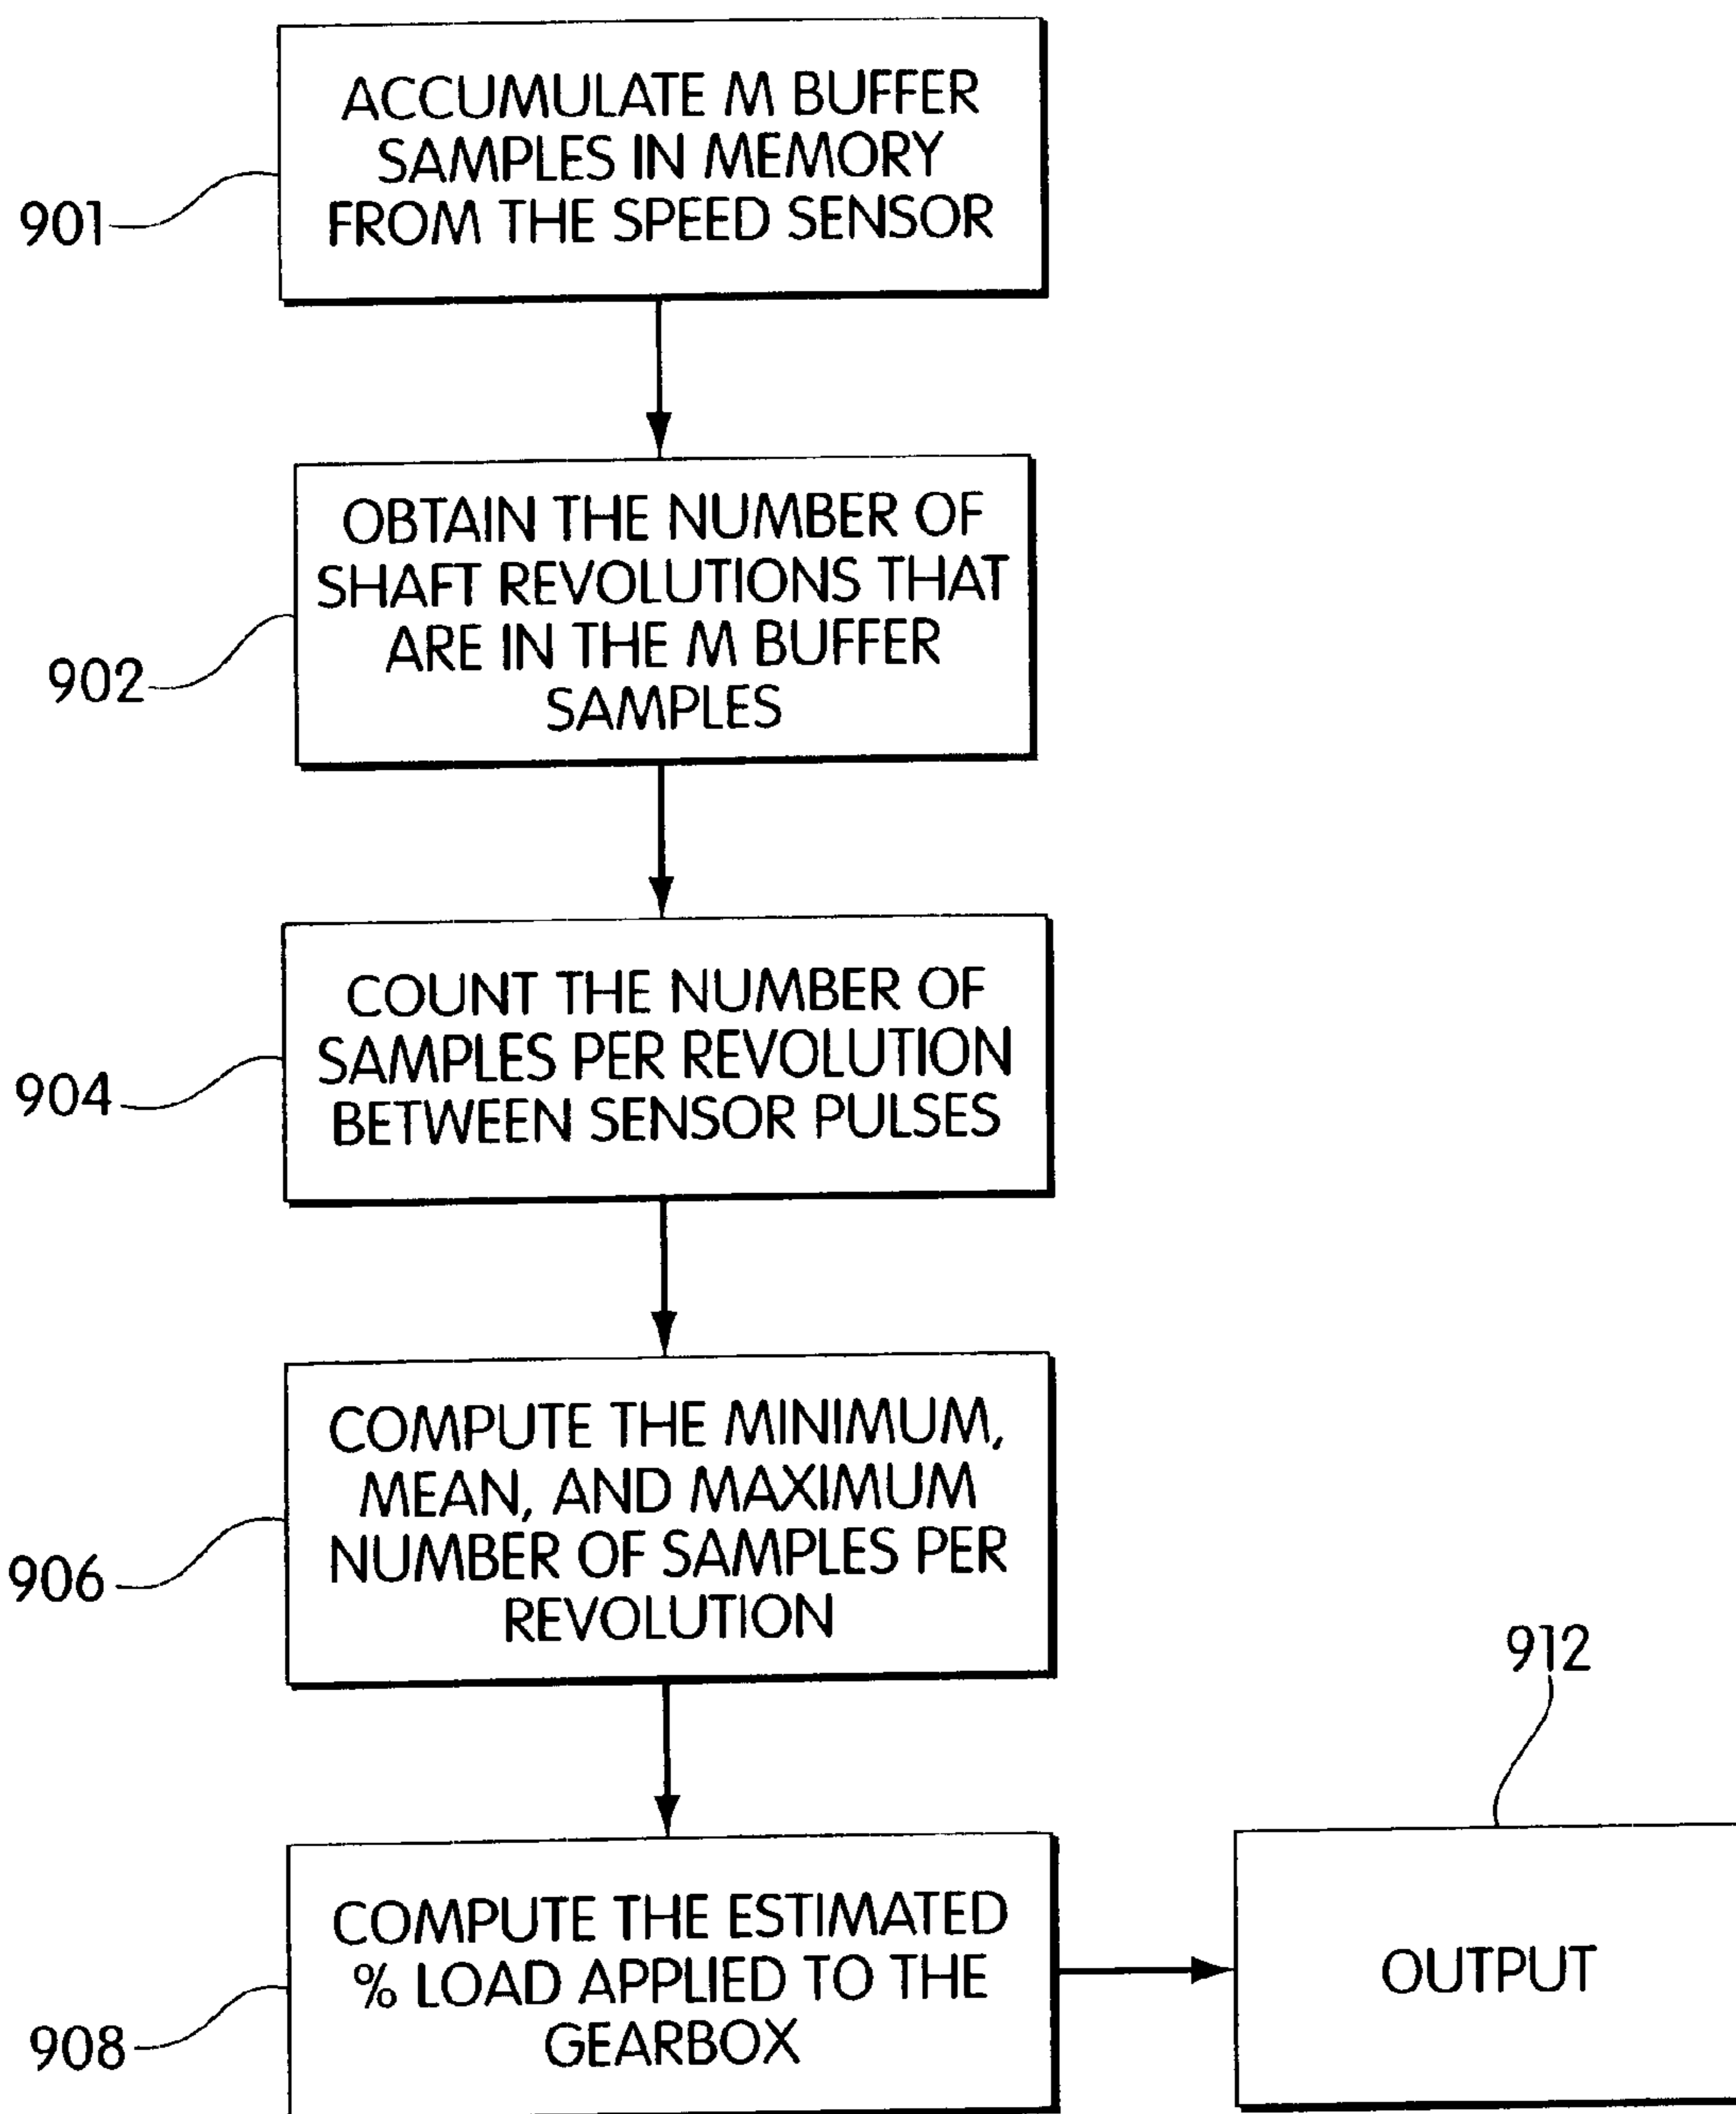 ACCUMULATE M BUFFER
SAMPLES IN MEMORY
FROM THE SPEED SENSOR
901
OBTAIN THE NUMBER OF
SHAFT REVOLUTIONS THAT
ARE IN THE M BUFFER
SAMPLES
902
COUNT THE NUMBER OF
SAMPLES PER REVOLUTION
BETWEEN SENSOR PULSES
904
COMPUTE THE MINIMUM,
MEAN, AND MAXIMUM
NUMBER OF SAMPLES PER
REVOLUTION
906
912
COMPUTE THE ESTIMATED
% LOAD APPLIED TO THE
GEARBOX
908
OUTPUT